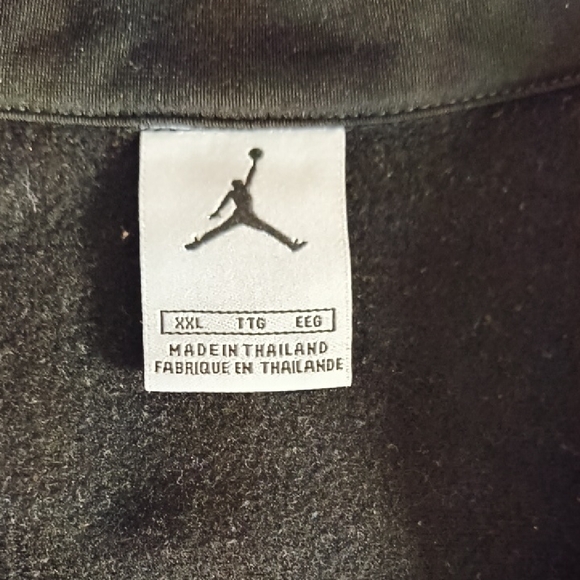 XXL TTG EEG
MADE IN THAILAND
FABRIQUE EN THAILANDE